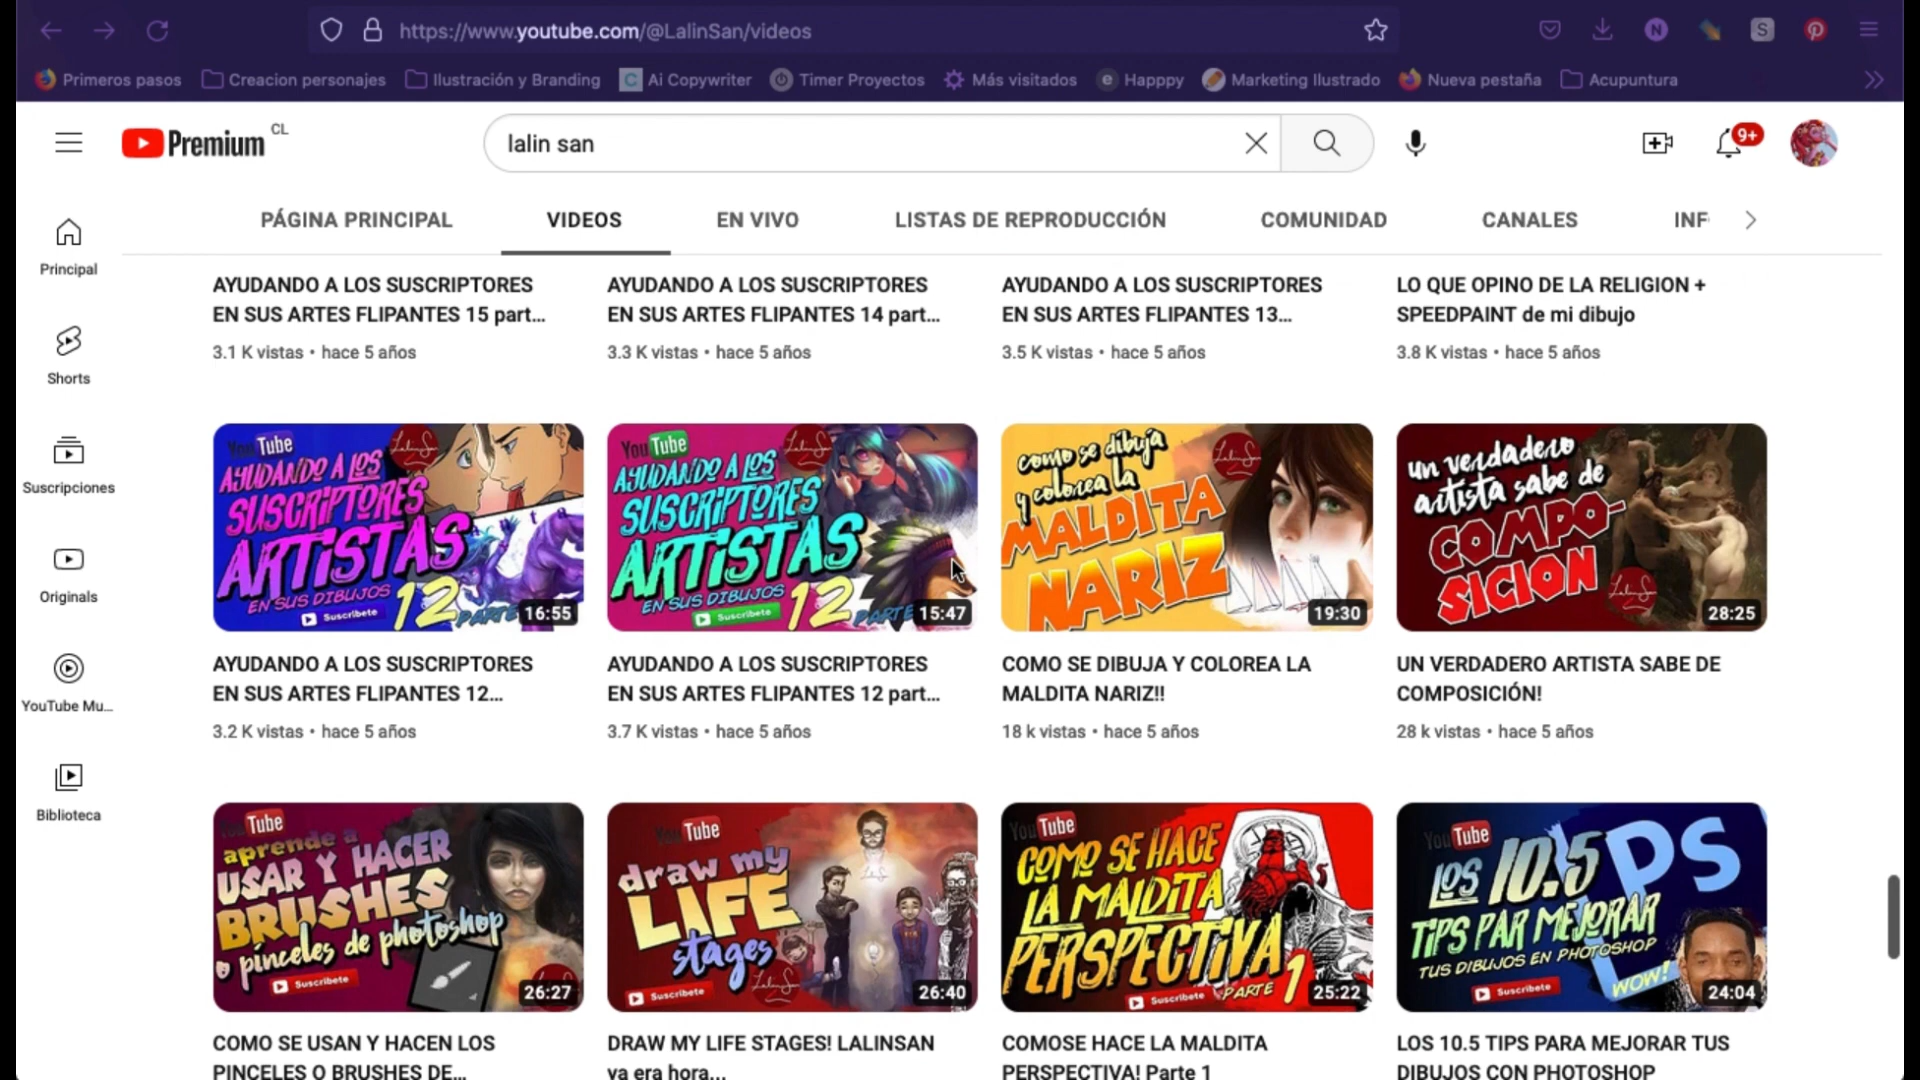 https://www.youtube.com/@LalinSan/videos
Primeros pasos
Creacion personajes
Ilustración y Branding
Ai Copywriter
Timer Proyectos
Más visitados
Happpy
Marketing Ilustrado
Nueva pestaña
Acupuntura
Premium CL
lalin san
9+
PÁGINA PRINCIPAL
VIDEOS
EN VIVO
LISTAS DE REPRODUCCIÓN
COMUNIDAD
CANALES
INF
Principal
Shorts
Suscripciones
Originals
YouTube Mu...
Biblioteca
AYUDANDO A LOS SUSCRIPTORES
EN SUS ARTES FLIPANTES 15 part...
3.1 K vistas • hace 5 años
AYUDANDO A LOS SUSCRIPTORES
EN SUS ARTES FLIPANTES 14 part...
3.3 K vistas • hace 5 años
AYUDANDO A LOS SUSCRIPTORES
EN SUS ARTES FLIPANTES 13...
3.5 K vistas • hace 5 años
LO QUE OPINO DE LA RELIGION +
SPEEDPAINT de mi dibujo
3.8 K vistas • hace 5 años
YouTube
LalinSan
AYUDANDO A LOS
SUSCRIPTORES
ARTISTAS
EN SUS DIBUJOS 12 PARTE
Suscribete
16:55
AYUDANDO A LOS SUSCRIPTORES
EN SUS ARTES FLIPANTES 12...
3.2 K vistas • hace 5 años
YouTube
LalinSan
AYUDANDO A LOS
SUSCRIPTORES
ARTISTAS
EN SUS DIBUJOS 12 PARTE
Suscribete
15:47
AYUDANDO A LOS SUSCRIPTORES
EN SUS ARTES FLIPANTES 12 part...
3.7 K vistas • hace 5 años
como se dibuja
y colorea la
MALDITA
NARIZ
LalinSan
19:30
COMO SE DIBUJA Y COLOREA LA
MALDITA NARIZ!!
18 k vistas • hace 5 años
un verdadero
artista sabe de
COMPO-
SICION
LalinSan
28:25
UN VERDADERO ARTISTA SABE DE
COMPOSICIÓN!
28 k vistas • hace 5 años
YouTube
aprende a
USAR Y HACER
BRUSHES
o pinceles de photoshop
Suscribete
26:27
COMO SE USAN Y HACEN LOS
PINCELES O BRUSHES DE...
YouTube
draw my
LIFE
stages
LalinSan
Suscribete
26:40
DRAW MY LIFE STAGES! LALINSAN
ya era hora...
YouTube
COMO SE HACE
LA MALDITA
PERSPECTIVA
PARTE 1
Suscribete
25:22
COMOSE HACE LA MALDITA
PERSPECTIVA! Parte 1
YouTube
PS
LOS 10.5
TIPS PAR MEJORAR
TUS DIBUJOS EN PHOTOSHOP
WOW!
Suscribete
24:04
LOS 10.5 TIPS PARA MEJORAR TUS
DIBUJOS CON PHOTOSHOP